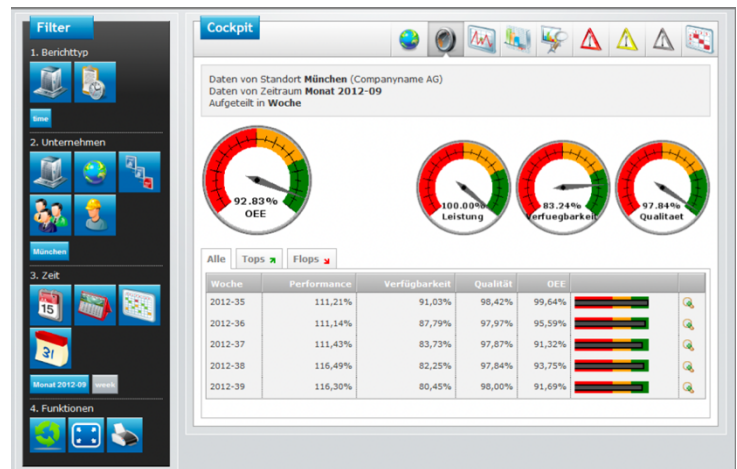 Filter
1. Berichttyp
time
2. Unternehmen
München
3. Zeit
15
31
Monat 2012-09 week
4. Funktionen
Cockpit
Daten von Standort München (Companyname AG)
Daten von Zeitraum Monat 2012-09
Aufgeteilt in Woche
92.83%
OEE
100.00%
Leistung
83.24%
Verfuegbarkeit
97.84%
Qualitaet
Alle Tops Flops
Woche Performance Verfügbarkeit Qualität OEE
2012-35 111,21% 91,03% 98,42% 99,64%
2012-36 111,14% 87,79% 97,97% 95,59%
2012-37 111,43% 83,73% 97,87% 91,32%
2012-38 116,49% 82,25% 97,84% 93,75%
2012-39 116,30% 80,45% 98,00% 91,69%